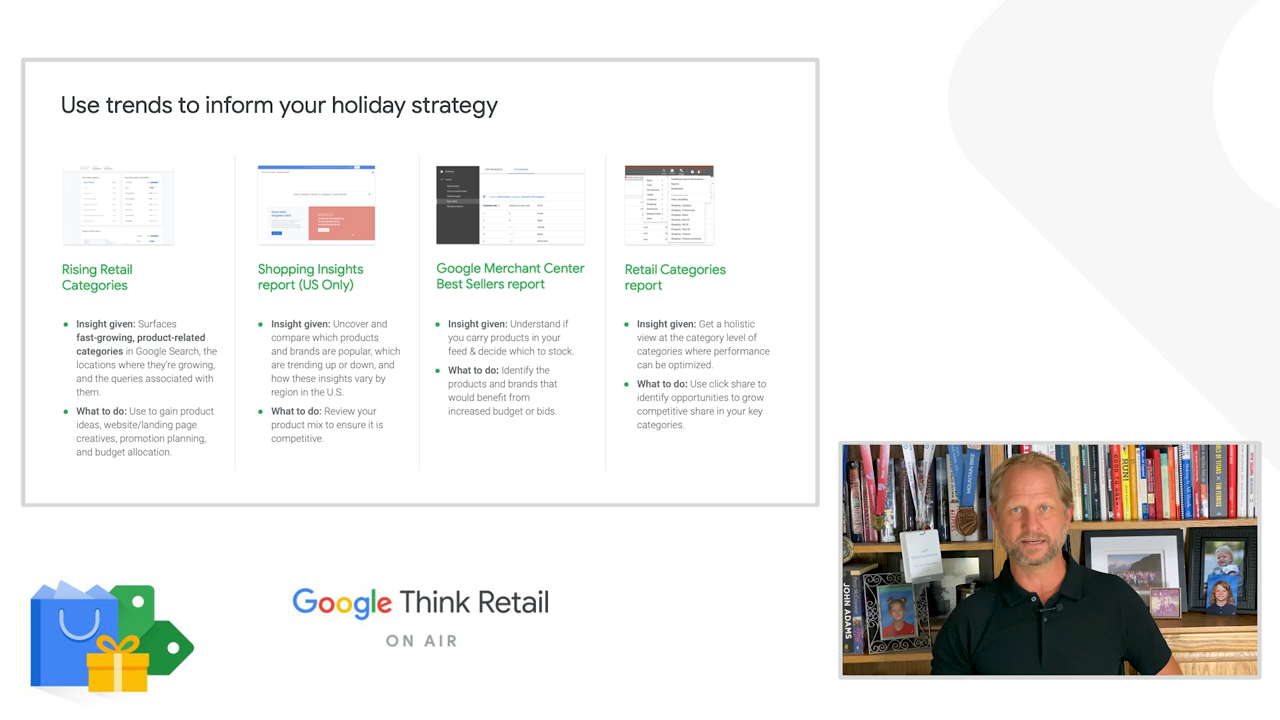 Use trends to inform your holiday strategy
Rising Retail
Categories
Insight given: Surfaces
fast-growing, product-related
categories in Google Search, the
locations where they're growing,
and the queries associated with
them.
What to do: Use to gain product
ideas, website/landing page
creatives, promotion planning,
and budget allocation.
Shopping Insights
report (US Only)
Insight given: Uncover and
compare which products
and brands are popular, which
are trending up or down, and
how these insights vary by
region in the U.S.
What to do: Review your
product mix to ensure it is
competitive.
Google Merchant Center
Best Sellers report
Insight given: Understand if
you carry products in your
feed & decide which to stock.
What to do: Identify the
products and brands that
would benefit from
increased budget or bids.
Retail Categories
report
Insight given: Get a holistic
view at the category level of
categories where performance
can be optimized.
What to do: Use click share to
identify opportunities to grow
competitive share in your key
categories.
Google Think Retail
ON AIR
JOHN ADAMS
RUN!